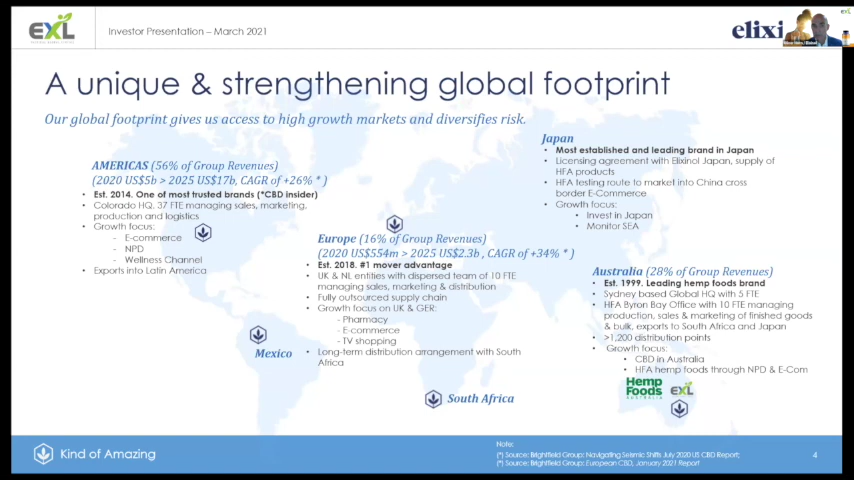 EXL
Investor Presentation – March 2021
elixi
A unique & strengthening global footprint
Our global footprint gives us access to high growth markets and diversifies risk.
AMERICAS (56% of Group Revenues)
(2020 US$5b > 2025 US$17b, CAGR of +26% * )
• Est. 2014. One of most trusted brands (*CBD insider)
• Colorado HQ. 37 FTE managing sales, marketing,
production and logistics
• Growth focus:
- E-commerce
- NPD
- Wellness Channel
• Exports into Latin America
Europe (16% of Group Revenues)
(2020 US$554m > 2025 US$2.3b , CAGR of +34% * )
• Est. 2018. #1 mover advantage
• UK & NL entities with dispersed team of 10 FTE
managing sales, marketing & distribution
• Fully outsourced supply chain
• Growth focus on UK & GER:
- Pharmacy
- E-commerce
- TV shopping
• Long-term distribution arrangement with South
Africa
Mexico
South Africa
Japan
• Most established and leading brand in Japan
• Licensing agreement with Elixinol Japan, supply of
HFA products
• HFA testing route to market into China cross
border E-Commerce
• Growth focus:
• Invest in Japan
• Monitor SEA
Australia (28% of Group Revenues)
• Est. 1999. Leading hemp foods brand
• Sydney based Global HQ with 5 FTE
• HFA Byron Bay Office with 10 FTE managing
production, sales & marketing of finished goods
& bulk, exports to South Africa and Japan
• >1,200 distribution points
• Growth focus:
• CBD in Australia
• HFA hemp foods through NPD & E-Com
Hemp
Foods
AUSTRALIA
EXL
Kind of Amazing
Note:
(*) Source: Brightfield Group: Navigating Seismic Shifts July 2020 US CBD Report;
(*) Source: Brightfield Group: European CBD, January 2021 Report
4